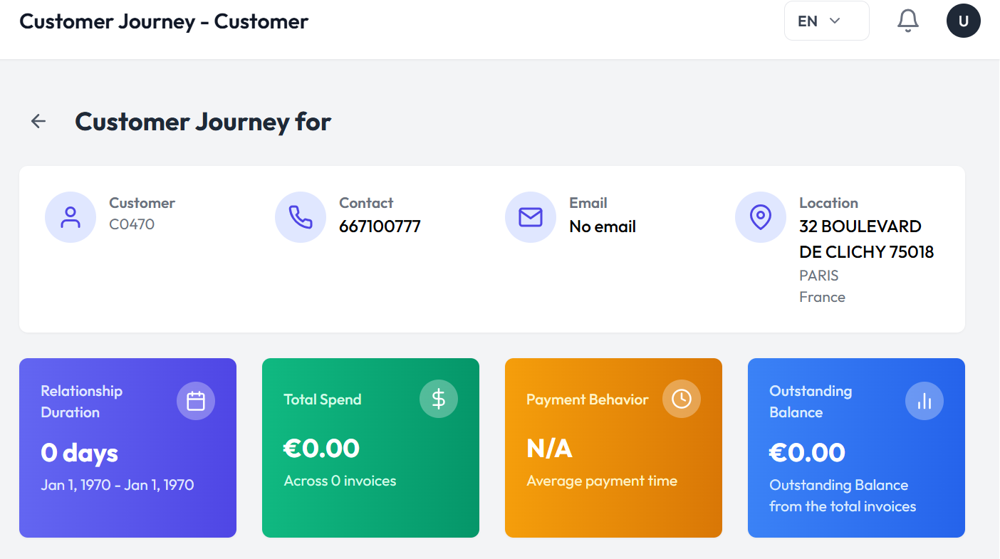 Customer Journey - Customer
EN
U
Customer Journey for
Customer
C0470
Contact
667100777
Email
No email
Location
32 BOULEVARD
DE CLICHY 75018
PARIS
France
Relationship
Duration
0 days
Jan 1, 1970 - Jan 1, 1970
Total Spend
€0.00
Across 0 invoices
Payment Behavior
N/A
Average payment time
Outstanding
Balance
€0.00
Outstanding Balance
from the total invoices